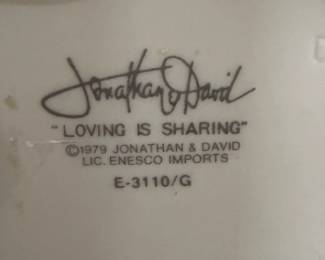 Jonathan & David
"LOVING IS SHARING"
©1979 JONATHAN & DAVID
LIC. ENESCO IMPORTS
E-3110/G